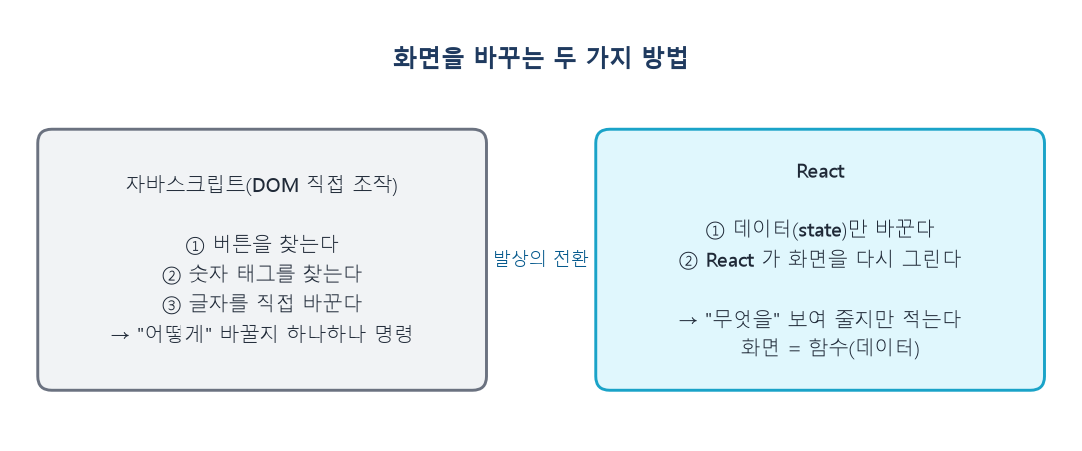 화면을 바꾸는 두 가지 방법
자바스크립트(DOM 직접 조작)
① 버튼을 찾는다
② 숫자 태그를 찾는다
③ 글자를 직접 바꾼다
→ "어떻게" 바꿀지 하나하나 명령
발상의 전환
React
① 데이터(state)만 바꾼다
② React 가 화면을 다시 그린다
→ "무엇을" 보여 줄지만 적는다
화면 = 함수(데이터)